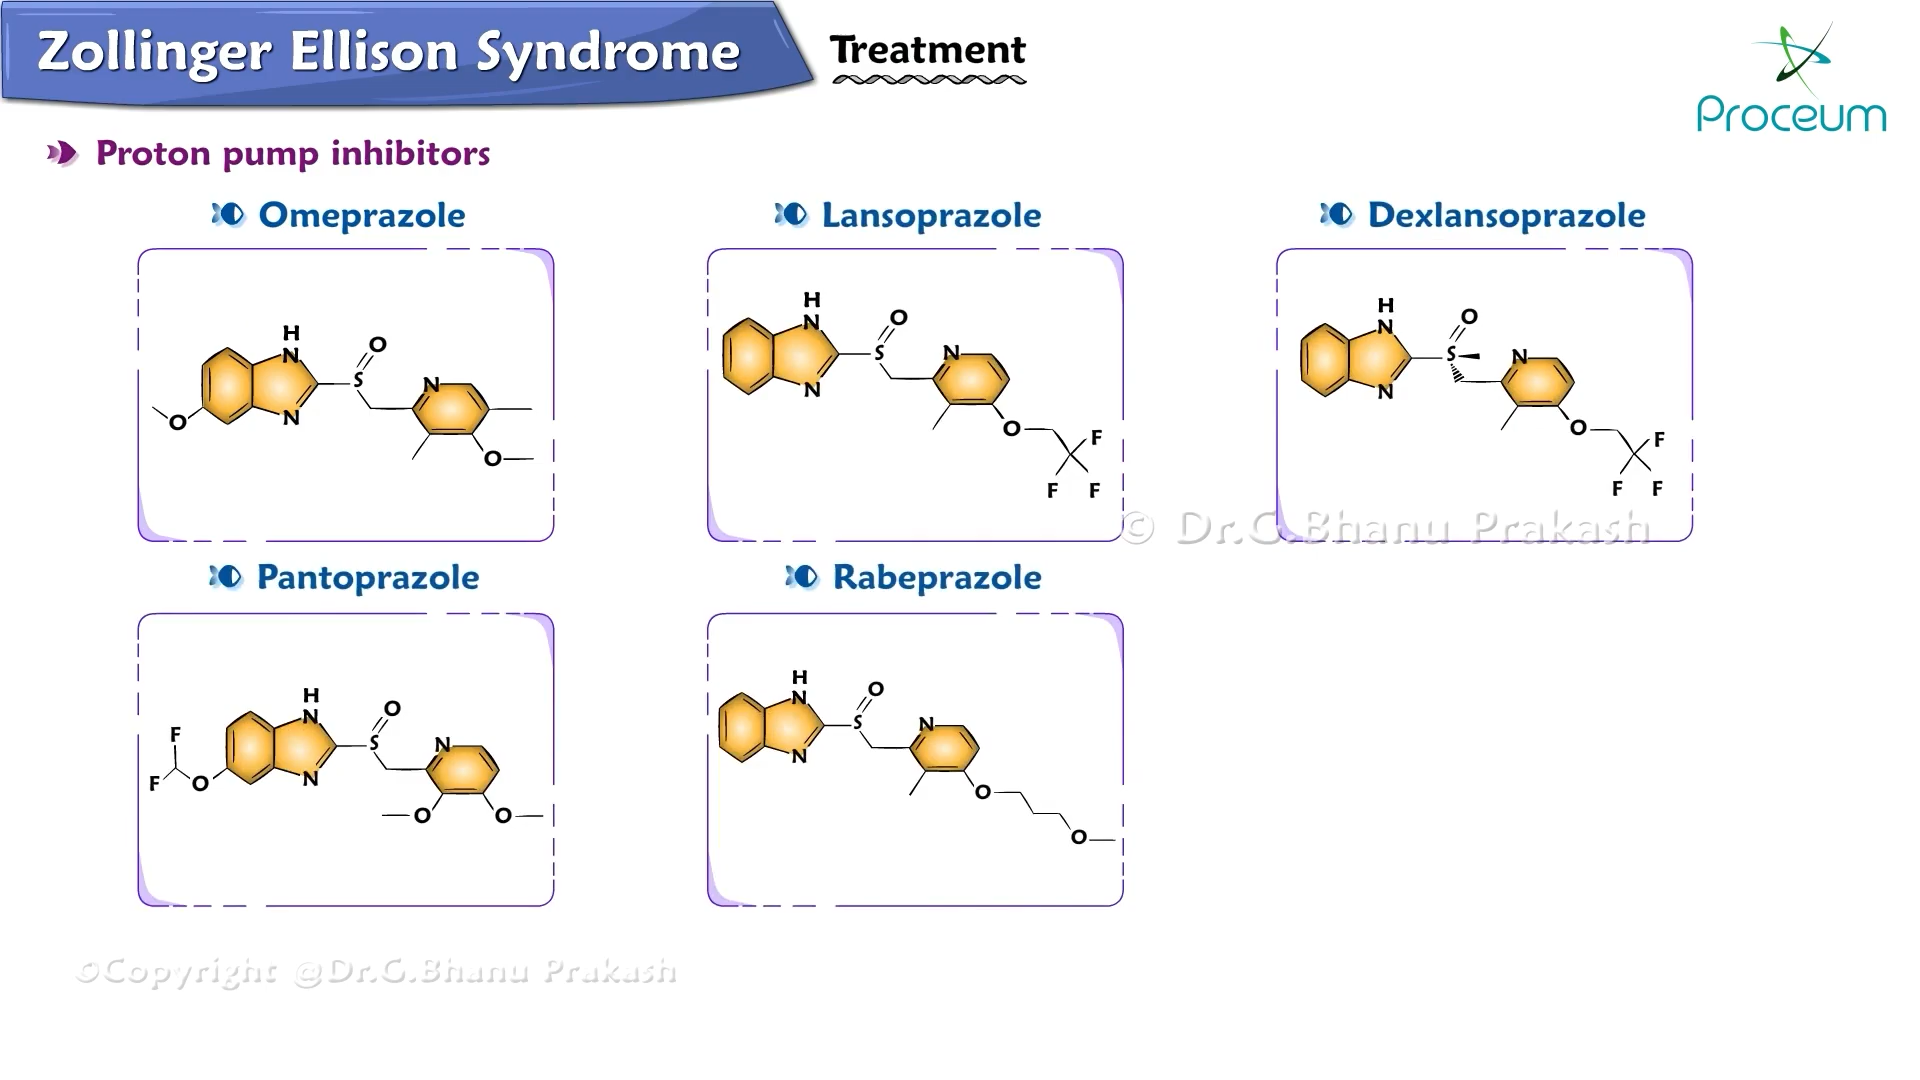 Zollinger Ellison Syndrome
Treatment
Proceum
Proton pump inhibitors
Omeprazole
Lansoprazole
Dexlansoprazole
H
N
O
S
N
N
O
O
H
N
O
S
N
N
O
F
F
F
H
N
O
S
N
N
O
F
F
F
© Dr.G.Bhanu Prakash
Pantoprazole
Rabeprazole
H
N
O
S
N
F
F
O
N
O
O
H
N
O
S
N
N
O
O
©Copyright @Dr.G.Bhanu Prakash